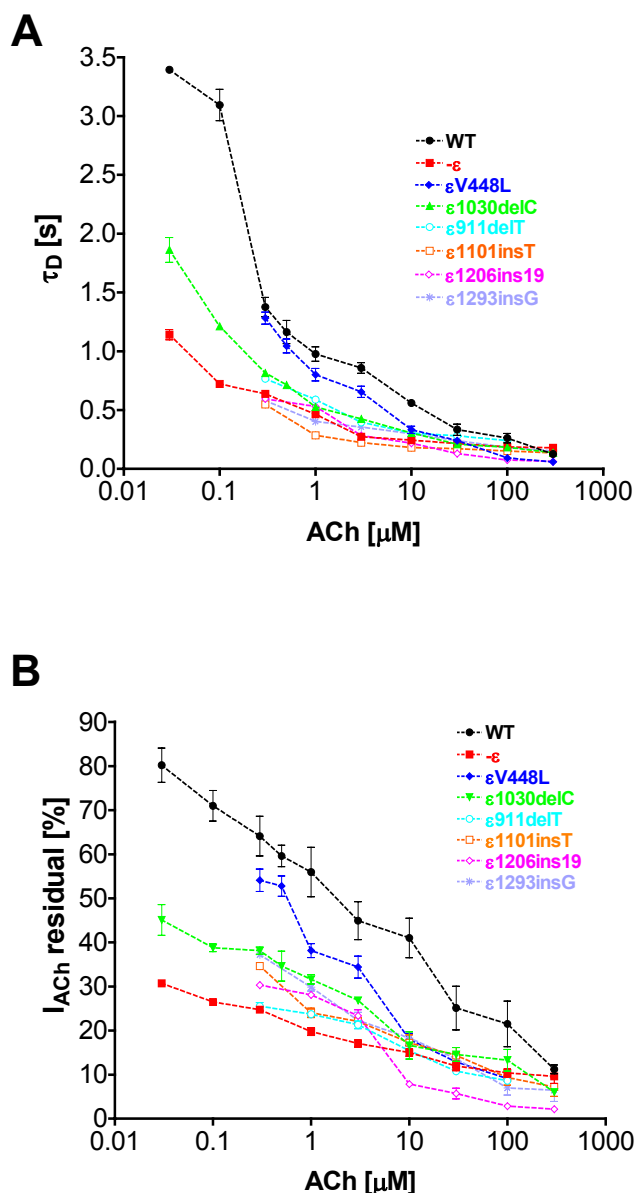 A
3.5
3.0
2.5
2.0
1.5
1.0
0.5
0.0
τD [s]
WT
-ε
εV448L
ε1030delC
ε911delT
ε1101insT
ε1206ins19
ε1293insG
0.01 0.1 1 10 100 1000
ACh [μM]
B
90
80
70
60
50
40
30
20
10
0
IACh residual [%]
WT
-ε
εV448L
ε1030delC
ε911delT
ε1101insT
ε1206ins19
ε1293insG
0.01 0.1 1 10 100 1000
ACh [μM]